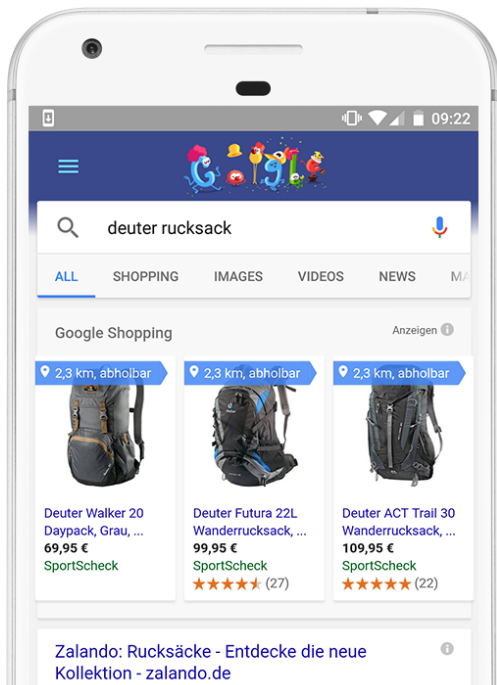 09:22
Google
deuter rucksack
ALL SHOPPING IMAGES VIDEOS NEWS MA
Google Shopping Anzeigen
2,3 km, abholbar 2,3 km, abholbar 2,3 km, abholbar
Deuter Walker 20
Daypack, Grau, ...
69,95 €
SportScheck
Deuter Futura 22L
Wanderrucksack, ...
99,95 €
SportScheck
(27)
Deuter ACT Trail 30
Wanderrucksack, ...
109,95 €
SportScheck
(22)
Zalando: Rucksäcke - Entdecke die neue
Kollektion - zalando.de